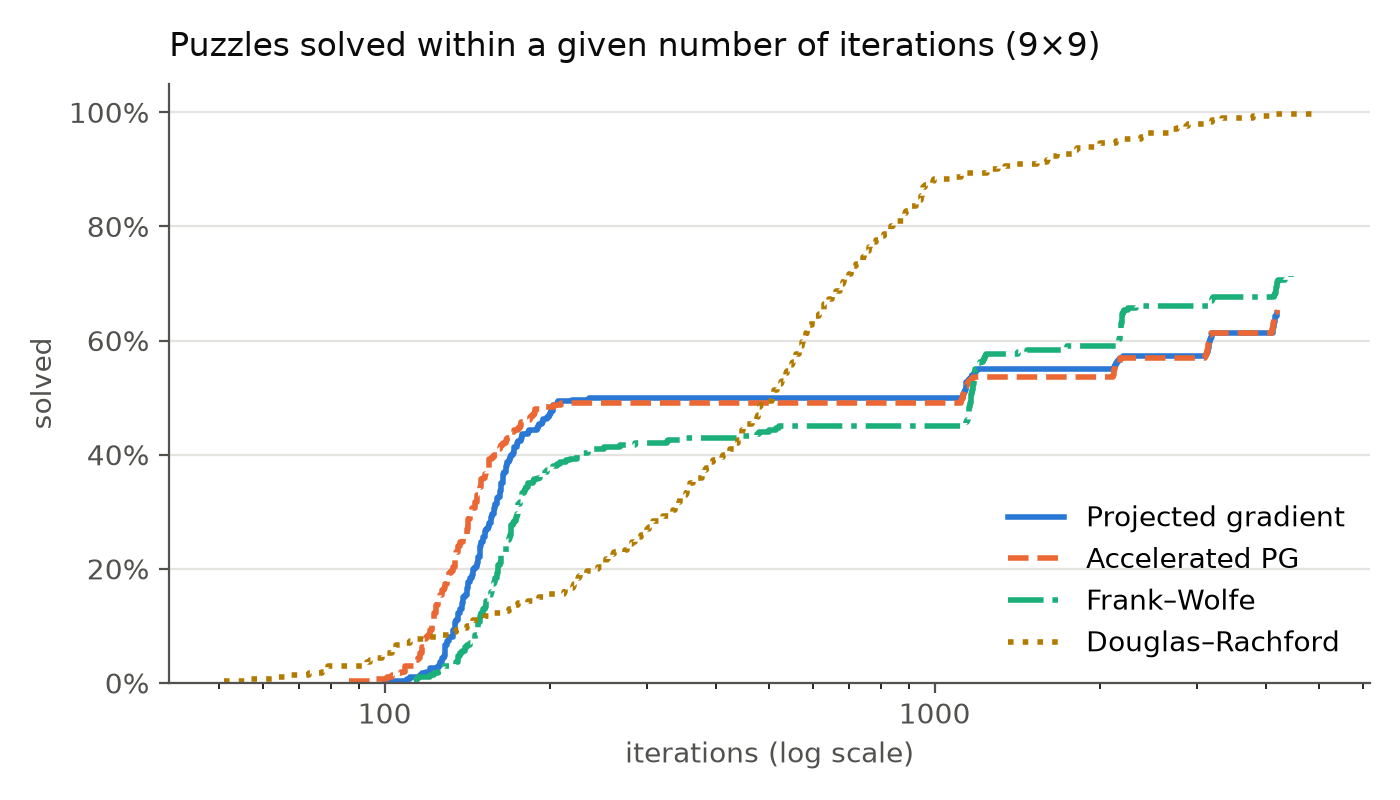 Puzzles solved within a given number of iterations (9×9)
100%
80%
60%
40%
20%
0%
solved
100
1000
iterations (log scale)
Projected gradient
Accelerated PG
Frank–Wolfe
Douglas–Rachford